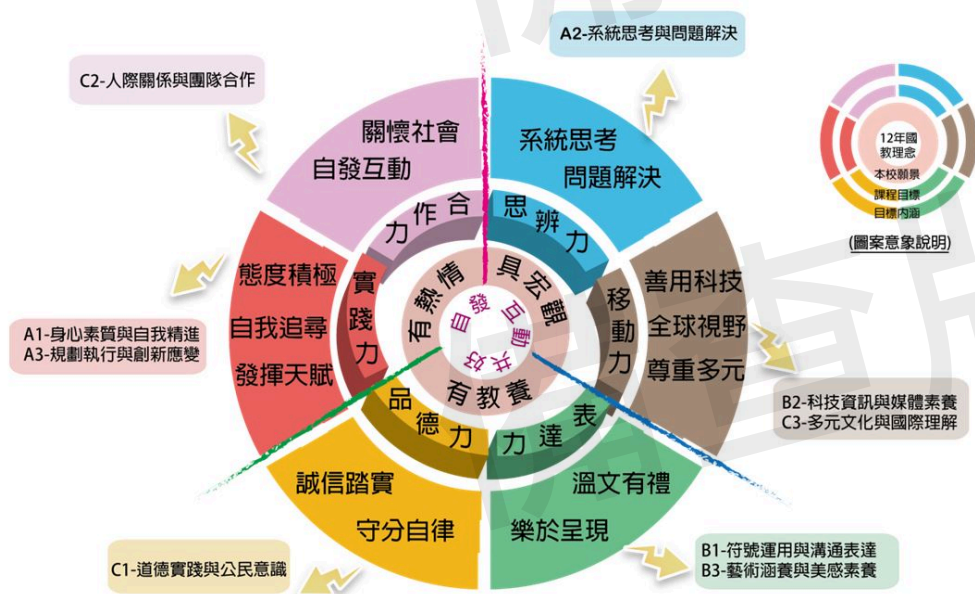 A2-系統思考與問題解決
C2-人際關係與團隊合作
關懷社會
自發互動
系統思考
問題解決
12年國
教理念
本校願景
課程目標
目標內涵
(圖案意象說明)
合作力
思辨力
態度積極
自我追尋
發揮天賦
實踐力
有熱情
具宏觀
移動力
善用科技
全球視野
尊重多元
自發
互動
共好
有教養
A1-身心素質與自我精進
A3-規劃執行與創新應變
B2-科技資訊與媒體素養
C3-多元文化與國際理解
品德力
表達力
誠信踏實
守分自律
溫文有禮
樂於呈現
C1-道德實踐與公民意識
B1-符號運用與溝通表達
B3-藝術涵養與美感素養